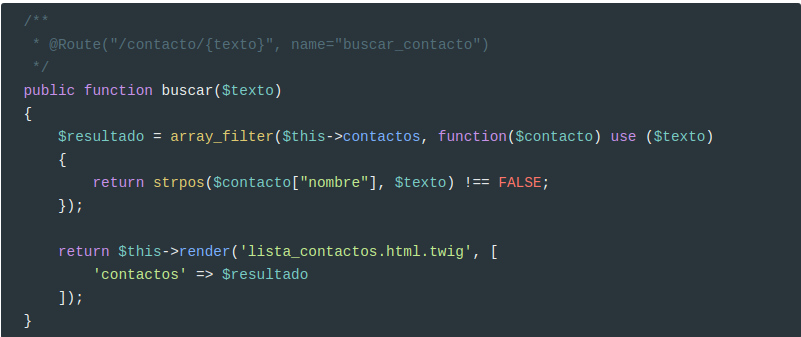 /**
 * @Route("/contacto/{texto}", name="buscar_contacto")
 */
public function buscar($texto)
{
    $resultado = array_filter($this->contactos, function($contacto) use ($texto)
    {
        return strpos($contacto["nombre"], $texto) !== FALSE;
    });

    return $this->render('lista_contactos.html.twig', [
        'contactos' => $resultado
    ]);
}